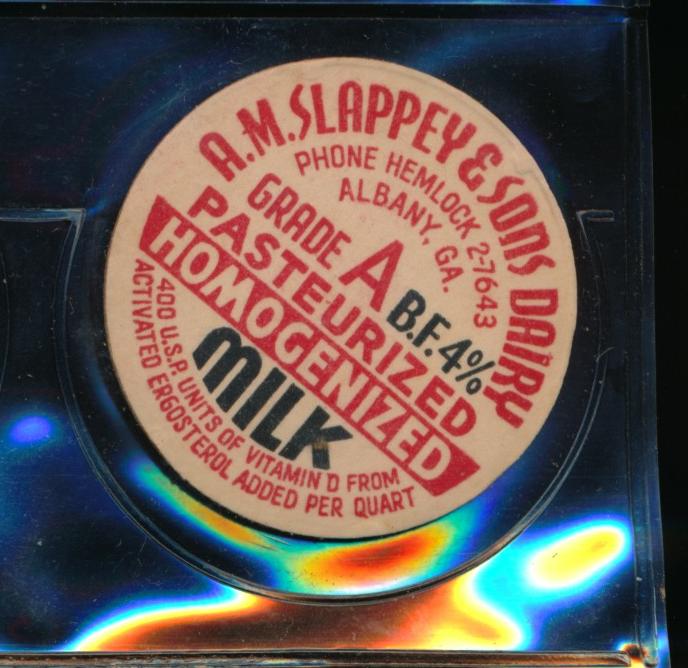 A.M. SLAPPEY & SONS DAIRY
PHONE HEMLOCK 2-7643
ALBANY, GA.
GRADE A
B.F. 4%
PASTEURIZED
HOMOGENIZED
MILK
400 U.S.P. UNITS OF VITAMIN D FROM
ACTIVATED ERGOSTEROL ADDED PER QUART